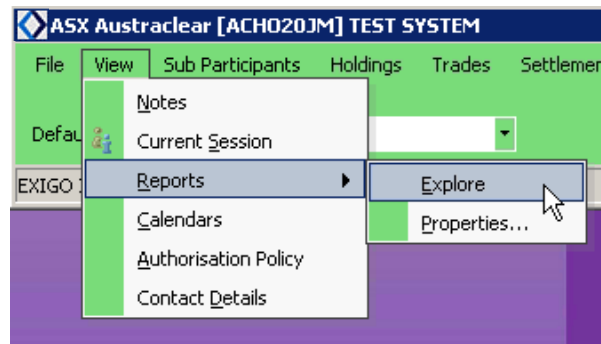 ASX Austraclear [ACHO20JM] TEST SYSTEM
File View Sub Participants Holdings Trades Settlemer
Notes
Defau
Current Session
EXIGO
Reports Explore
Calendars Properties...
Authorisation Policy
Contact Details